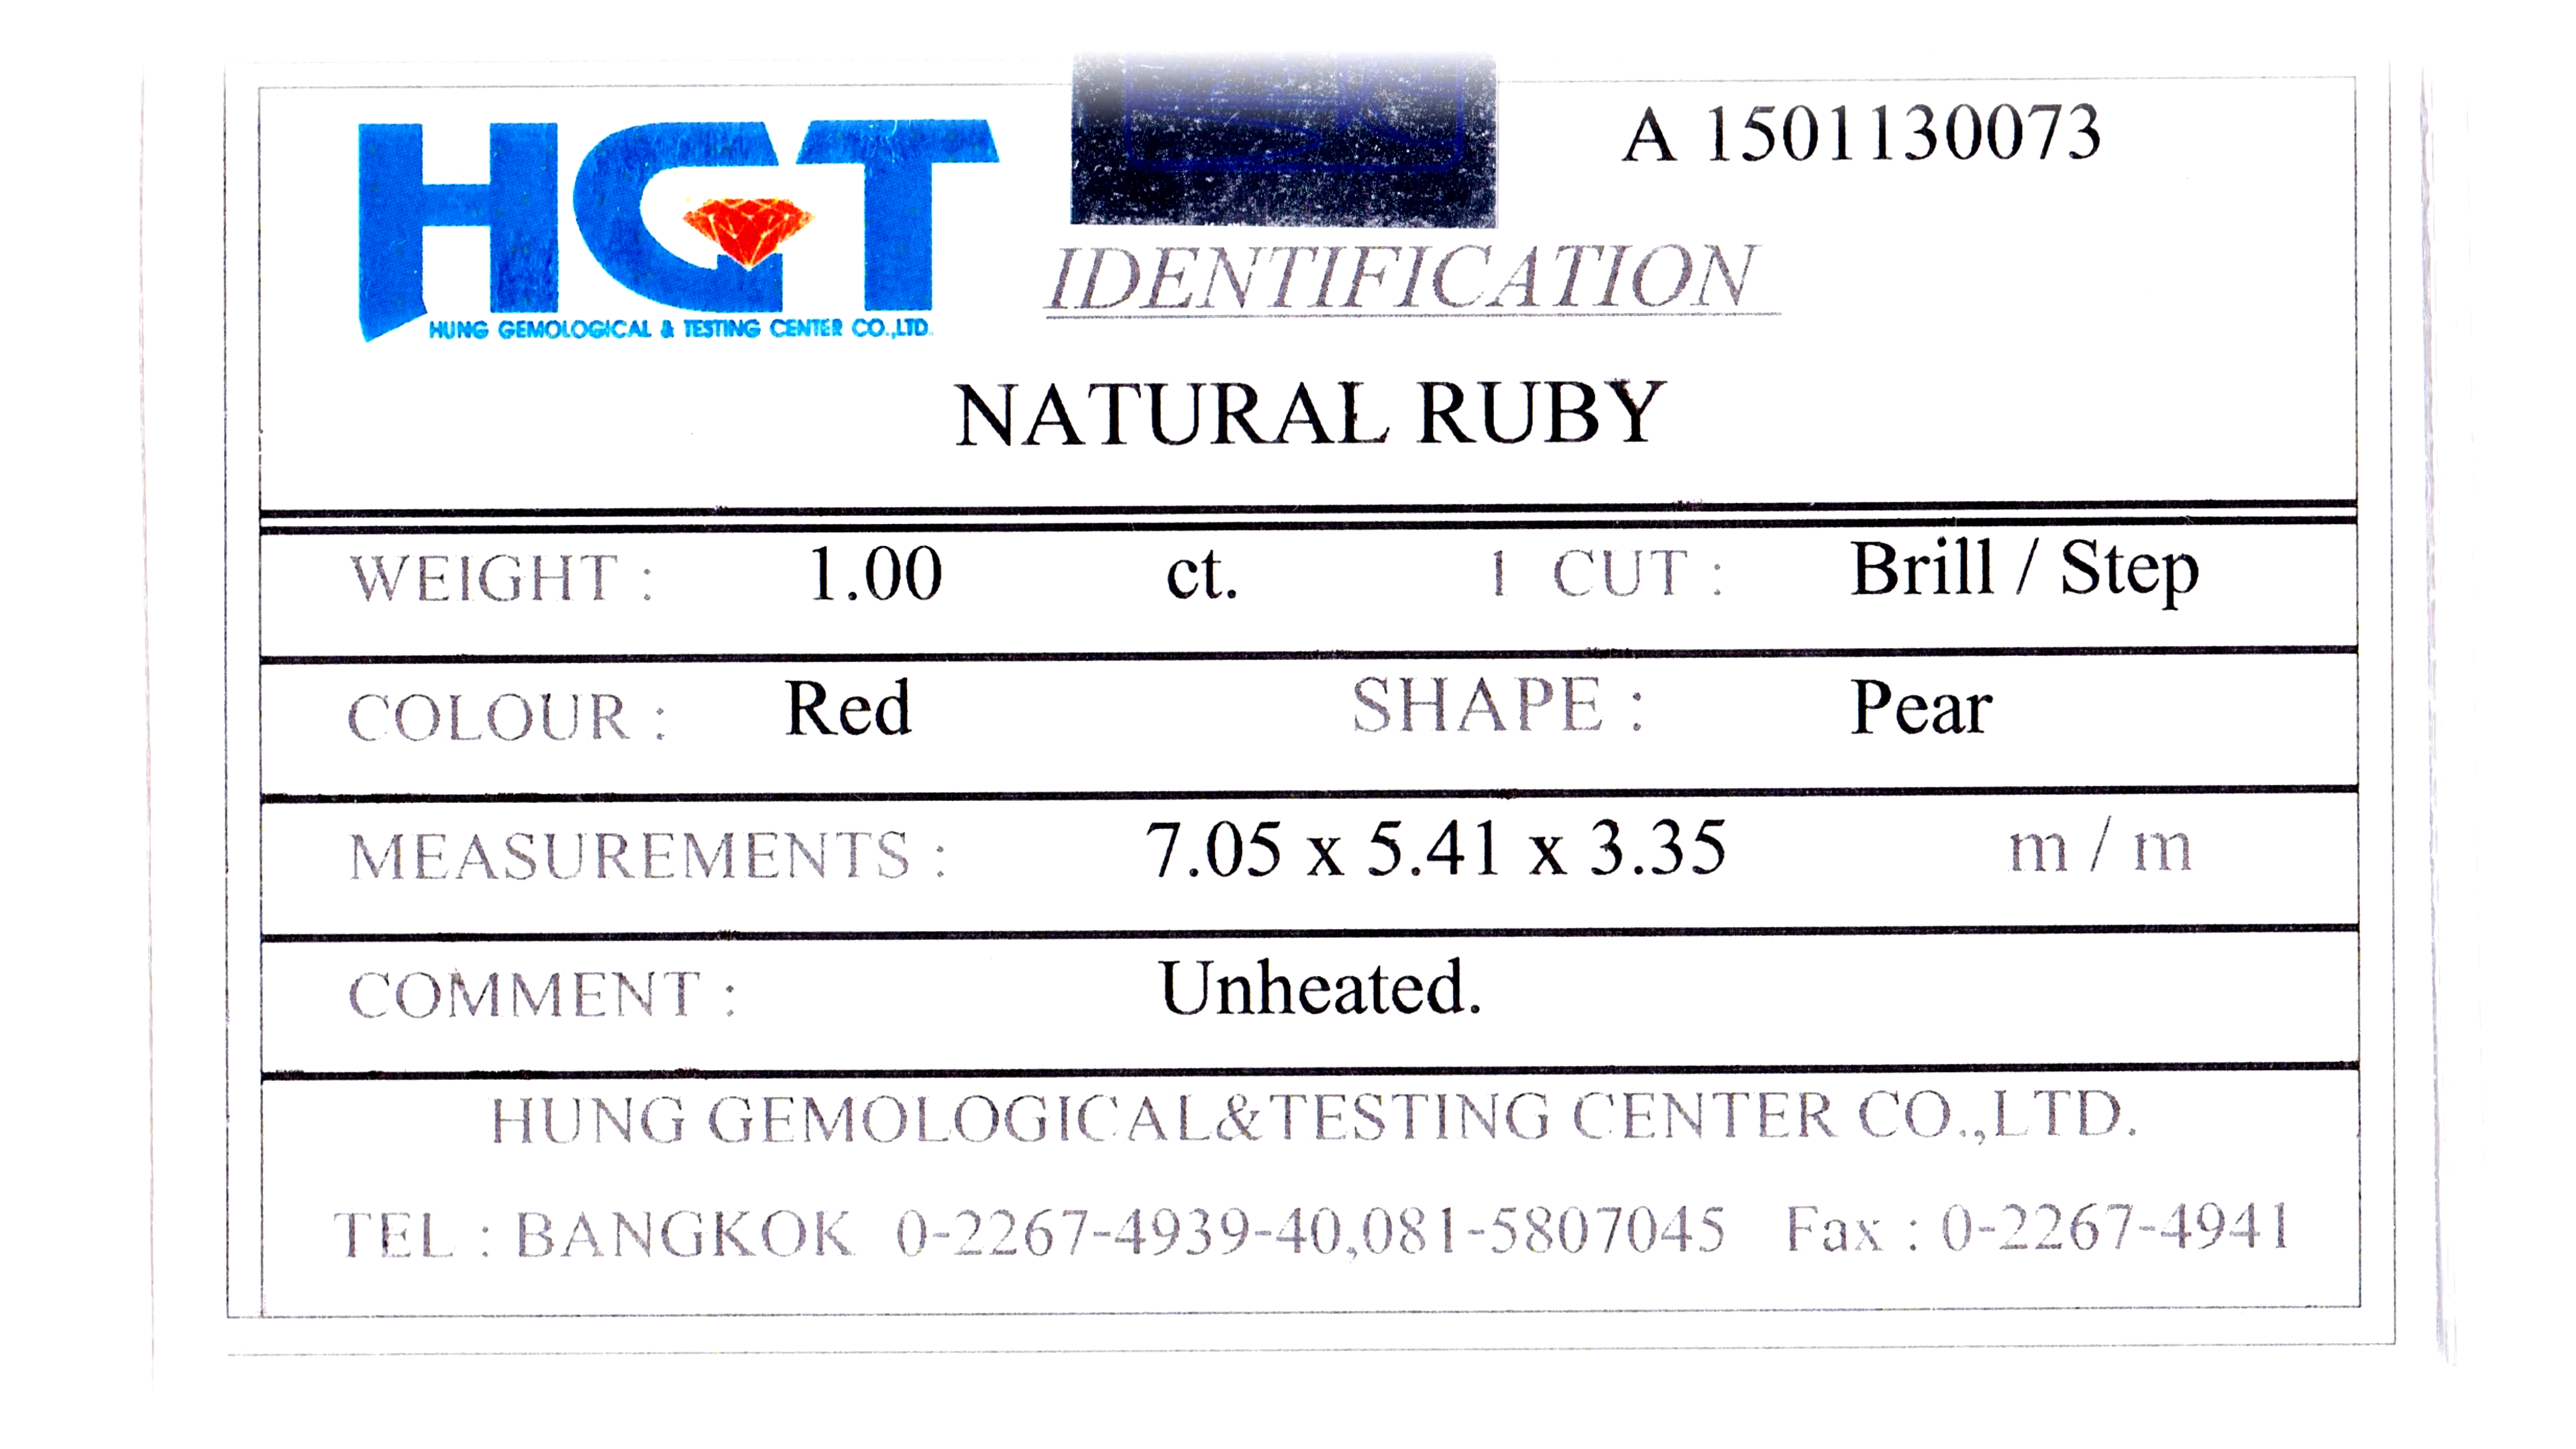 HGT
HUNG GEMOLOGICAL & TESTING CENTER CO.,LTD.
A 1501130073
IDENTIFICATION
NATURAL RUBY
WEIGHT : 1.00 ct. 1 CUT : Brill / Step
COLOUR : Red SHAPE : Pear
MEASUREMENTS : 7.05 x 5.41 x 3.35 m / m
COMMENT : Unheated.
HUNG GEMOLOGICAL&TESTING CENTER CO.,LTD.
TEL : BANGKOK 0-2267-4939-40,081-5807045 Fax : 0-2267-4941